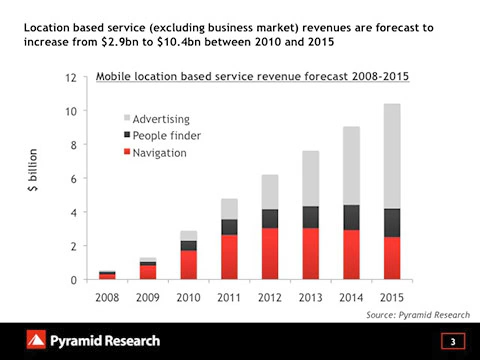 Location based service (excluding business market) revenues are forecast to
increase from $2.9bn to $10.4bn between 2010 and 2015
Mobile location based service revenue forecast 2008-2015
12
10
8
6
4
2
0
$ billion
Advertising
People finder
Navigation
2008 2009 2010 2011 2012 2013 2014 2015
Source: Pyramid Research
Pyramid Research
3